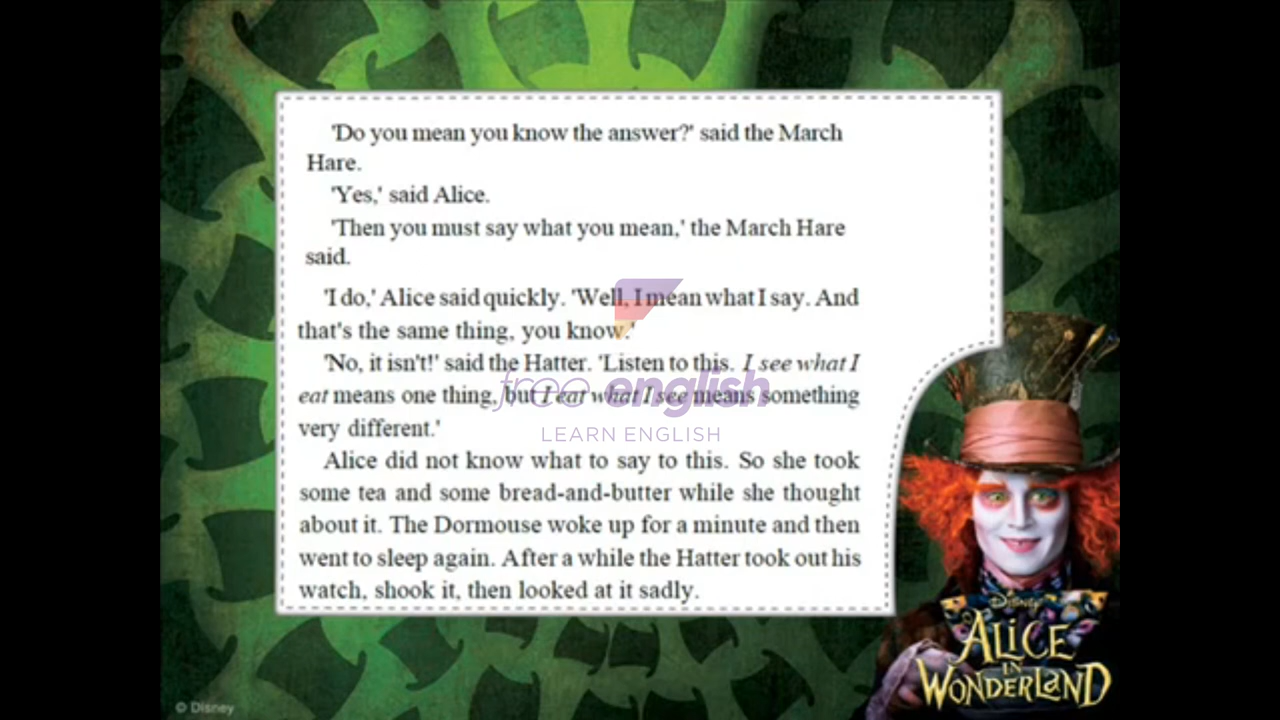 'Do you mean you know the answer?' said the March
Hare.
'Yes,' said Alice.
'Then you must say what you mean,' the March Hare
said.
'I do,' Alice said quickly. 'Well, I mean what I say. And
that's the same thing, you know.'
'No, it isn't!' said the Hatter. 'Listen to this. I see what I
eat means one thing, but I eat what I see means something
very different.'
free english
LEARN ENGLISH
Alice did not know what to say to this. So she took
some tea and some bread-and-butter while she thought
about it. The Dormouse woke up for a minute and then
went to sleep again. After a while the Hatter took out his
watch, shook it, then looked at it sadly.
DISNEY
ALICE
IN
WONDERLAND
© Disney